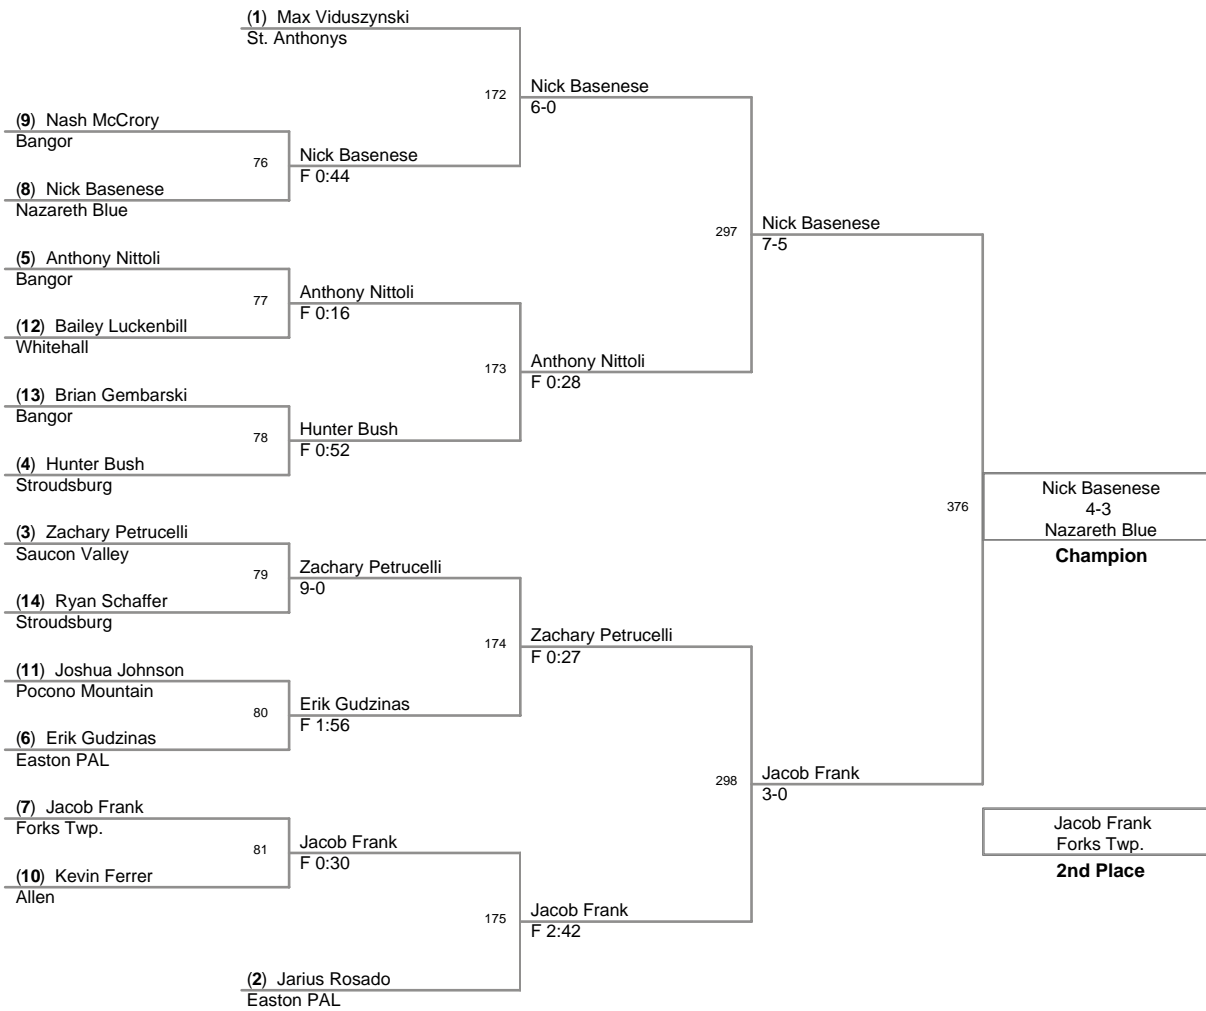 (1) Max Viduszynski
St. Anthonys
172
Nick Basenese
6-0
(9) Nash McCrory
Bangor
76
Nick Basenese
F 0:44
(8) Nick Basenese
Nazareth Blue
297
Nick Basenese
7-5
(5) Anthony Nittoli
Bangor
77
Anthony Nittoli
F 0:16
(12) Bailey Luckenbill
Whitehall
173
Anthony Nittoli
F 0:28
(13) Brian Gembarski
Bangor
78
Hunter Bush
F 0:52
(4) Hunter Bush
Stroudsburg
376
Nick Basenese
4-3
Nazareth Blue
Champion
(3) Zachary Petrucelli
Saucon Valley
79
Zachary Petrucelli
9-0
(14) Ryan Schaffer
Stroudsburg
174
Zachary Petrucelli
F 0:27
(11) Joshua Johnson
Pocono Mountain
80
Erik Gudzinas
F 1:56
(6) Erik Gudzinas
Easton PAL
298
Jacob Frank
3-0
(7) Jacob Frank
Forks Twp.
81
Jacob Frank
F 0:30
(10) Kevin Ferrer
Allen
Jacob Frank
Forks Twp.
2nd Place
175
Jacob Frank
F 2:42
(2) Jarius Rosado
Easton PAL